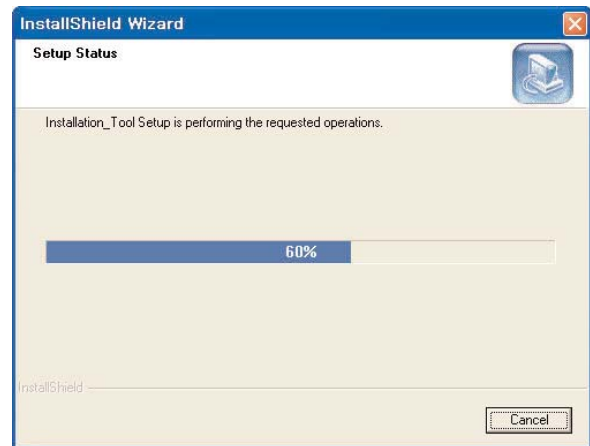 InstallShield Wizard
Setup Status
Installation_Tool Setup is performing the requested operations.
60%
InstallShield
Cancel